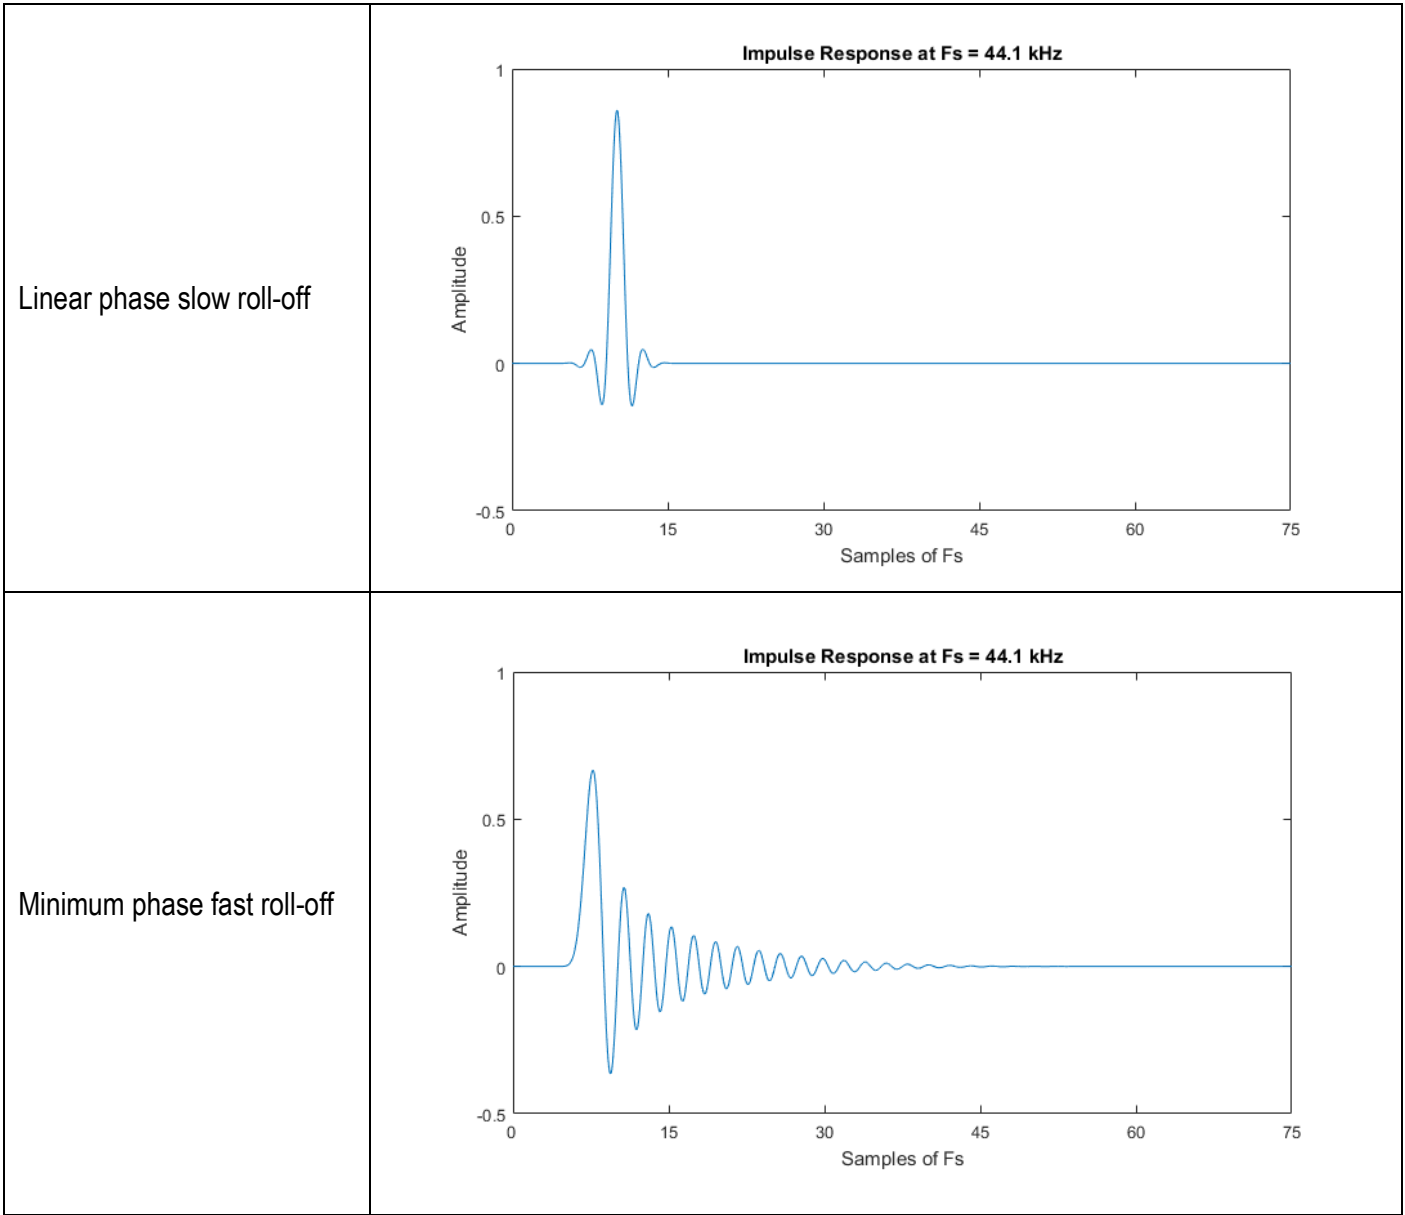 Linear phase slow roll-off
Impulse Response at Fs = 44.1 kHz
1
0.5
0
-0.5
Amplitude
0 15 30 45 60 75
Samples of Fs
Minimum phase fast roll-off
Impulse Response at Fs = 44.1 kHz
1
0.5
0
-0.5
Amplitude
0 15 30 45 60 75
Samples of Fs